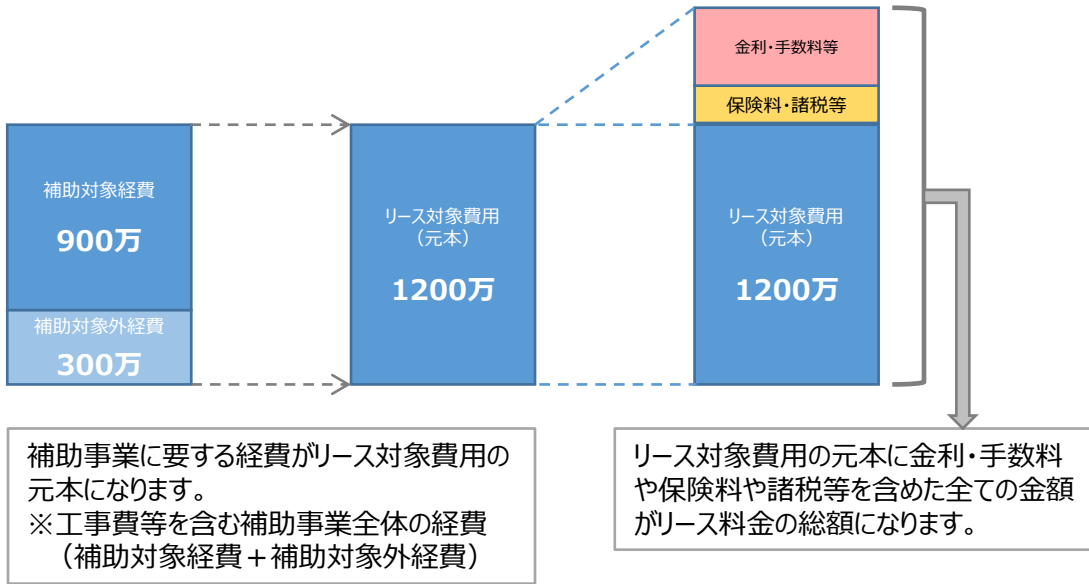 補助対象経費
900万
補助対象外経費
300万
リース対象費用
（元本）
1200万
金利・手数料等
保険料・諸税等
リース対象費用
（元本）
1200万
補助事業に要する経費がリース対象費用の
元本になります。
※工事費等を含む補助事業全体の経費
（補助対象経費＋補助対象外経費）
リース対象費用の元本に金利・手数料
や保険料や諸税等を含めた全ての金額
がリース料金の総額になります。